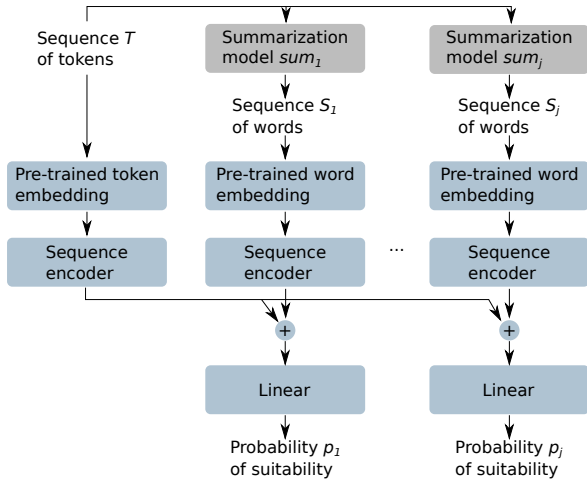 Sequence T
of tokens
Summarization
model sum₁
Summarization
model sumⱼ
Sequence S₁
of words
Sequence Sⱼ
of words
Pre-trained token
embedding
Pre-trained word
embedding
Pre-trained word
embedding
Sequence
encoder
Sequence
encoder
...
Sequence
encoder
+
+
Linear
Linear
Probability p₁
of suitability
Probability pⱼ
of suitability